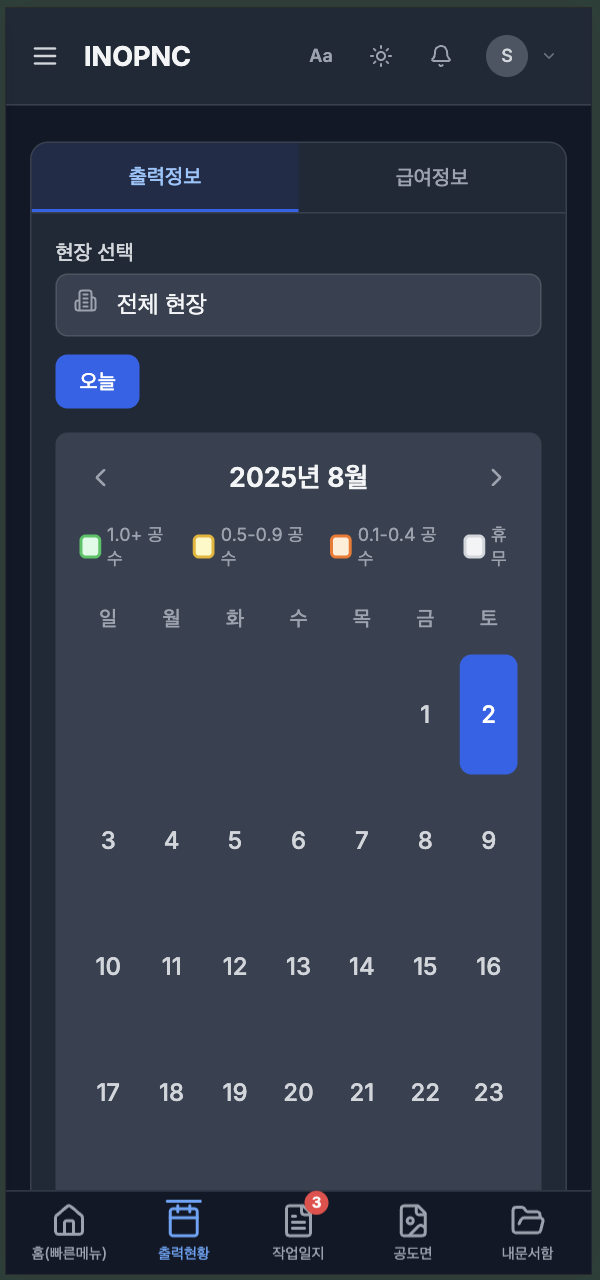 INOPNC Aa S
출력정보 급여정보
현장 선택
전체 현장
오늘
2025년 8월
1.0+ 공수 0.5-0.9 공수 0.1-0.4 공수 휴무
일 월 화 수 목 금 토
1 2
3 4 5 6 7 8 9
10 11 12 13 14 15 16
17 18 19 20 21 22 23
3
홈(빠른메뉴) 출력현황 작업일지 공도면 내문서함